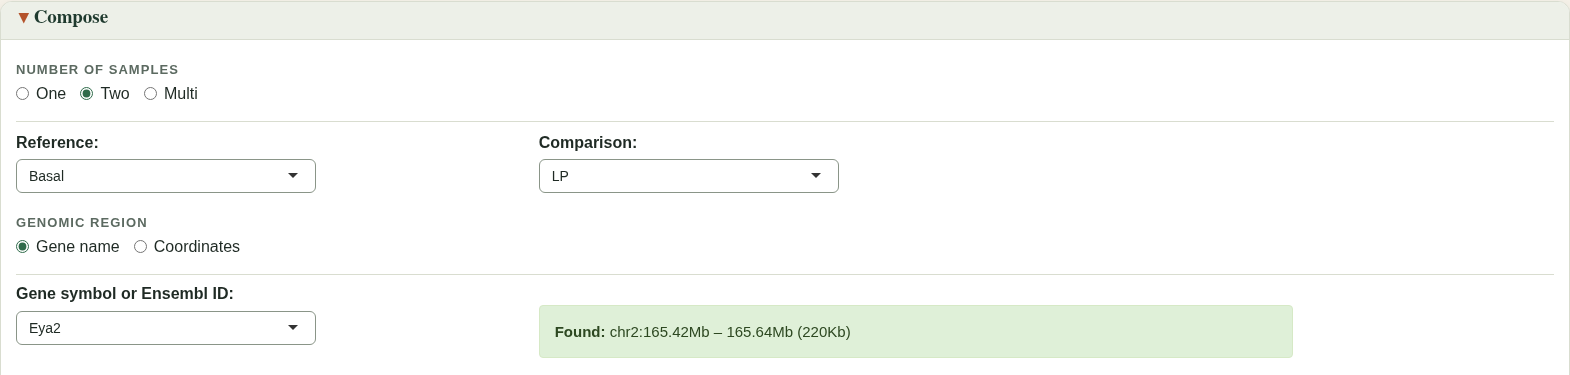 ▼ Compose
NUMBER OF SAMPLES
One Two Multi
Reference: Comparison:
Basal LP
GENOMIC REGION
Gene name Coordinates
Gene symbol or Ensembl ID:
Eya2 Found: chr2:165.42Mb – 165.64Mb (220Kb)